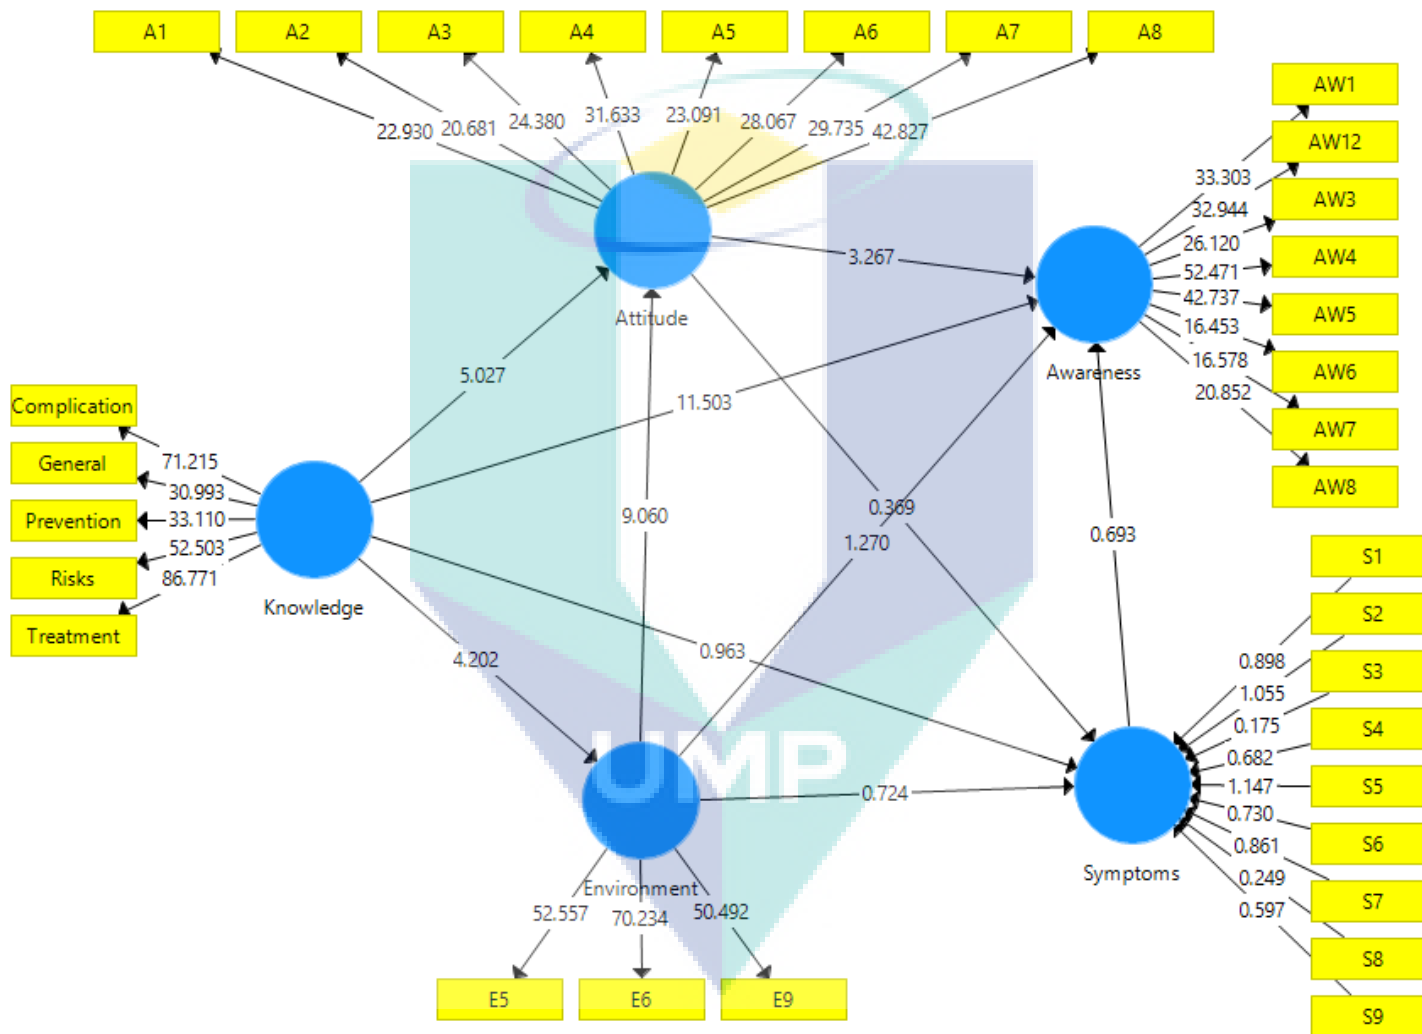 A1
A2
A3
A4
A5
A6
A7
A8
22.930
20.681
24.380
31.633
23.091
28.067
29.735
42.827
AW1
AW12
AW3
AW4
AW5
AW6
AW7
AW8
33.303
32.944
26.120
52.471
42.737
16.453
16.578
20.852
Attitude
Awareness
3.267
5.027
11.503
Complication
General
Prevention
Risks
Treatment
71.215
30.993
33.110
52.503
86.771
Knowledge
9.060
0.369
1.270
0.693
4.202
0.963
0.724
UMP
Environment
52.557
70.234
50.492
E5
E6
E9
Symptoms
S1
S2
S3
S4
S5
S6
S7
S8
S9
0.898
1.055
0.175
0.682
1.147
0.730
0.861
0.249
0.597